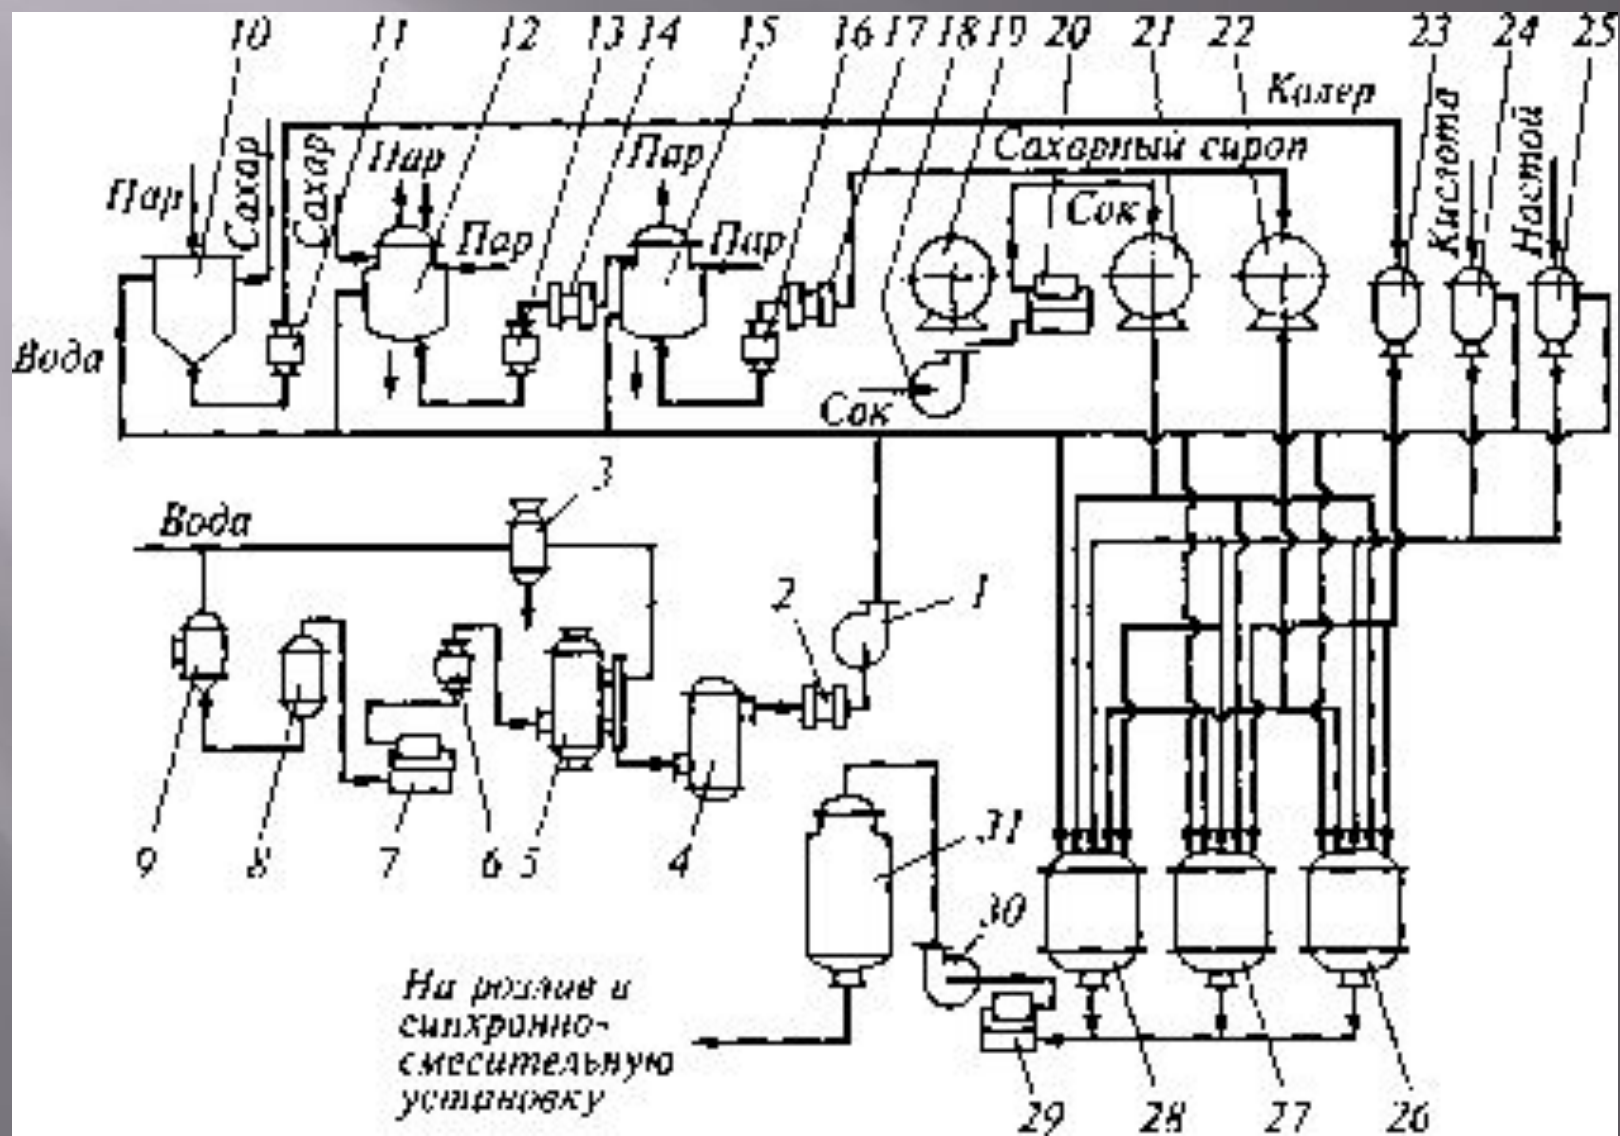 10 11 12 13 14 15 16 17 18 19 20 21 22 23 24 25
Колер
Пар
Сахар
Сахар
Пар
Пар
Сахарный сироп
Кислота
Настой
Пар
Пар
Сок
Вода
Сок
3
Вода
2
1
9 8 7 6 5 4
31
30
На розлив и
синхронно-
смесительную
установку
29 28 27 26